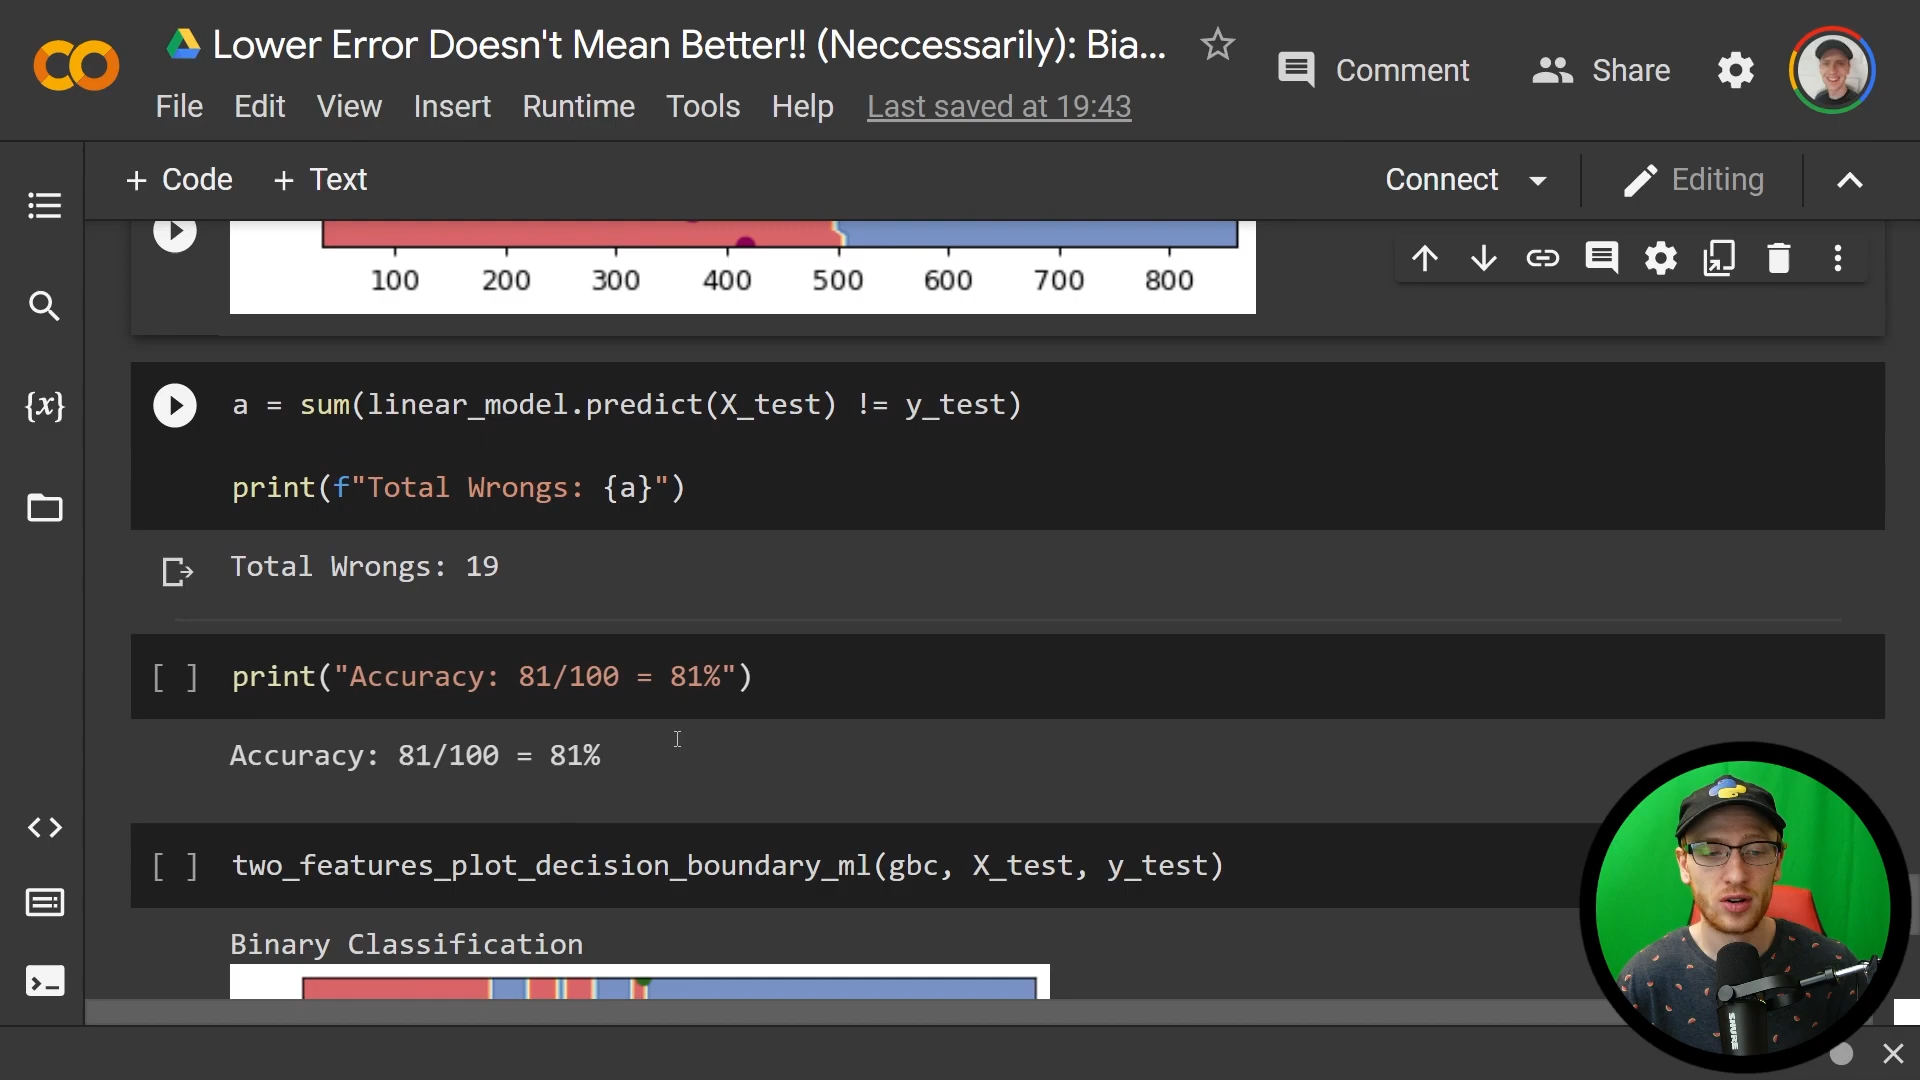 Lower Error Doesn't Mean Better!! (Neccessarily): Bia...
Comment
Share
File Edit View Insert Runtime Tools Help Last saved at 19:43
+ Code + Text
Connect
Editing
100 200 300 400 500 600 700 800
a = sum(linear_model.predict(X_test) != y_test)
print(f"Total Wrongs: {a}")
Total Wrongs: 19
[ ] print("Accuracy: 81/100 = 81%")
Accuracy: 81/100 = 81%
[ ] two_features_plot_decision_boundary_ml(gbc, X_test, y_test)
Binary Classification
{x}
SHURE